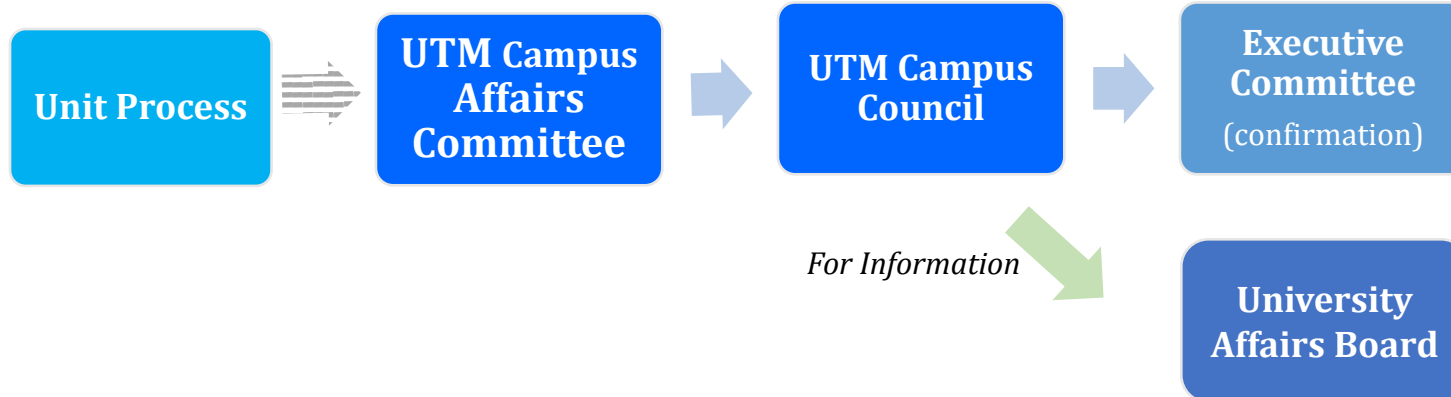 Unit Process
UTM Campus
Affairs
Committee
UTM Campus
Council
Executive
Committee
(confirmation)
For Information
University
Affairs Board